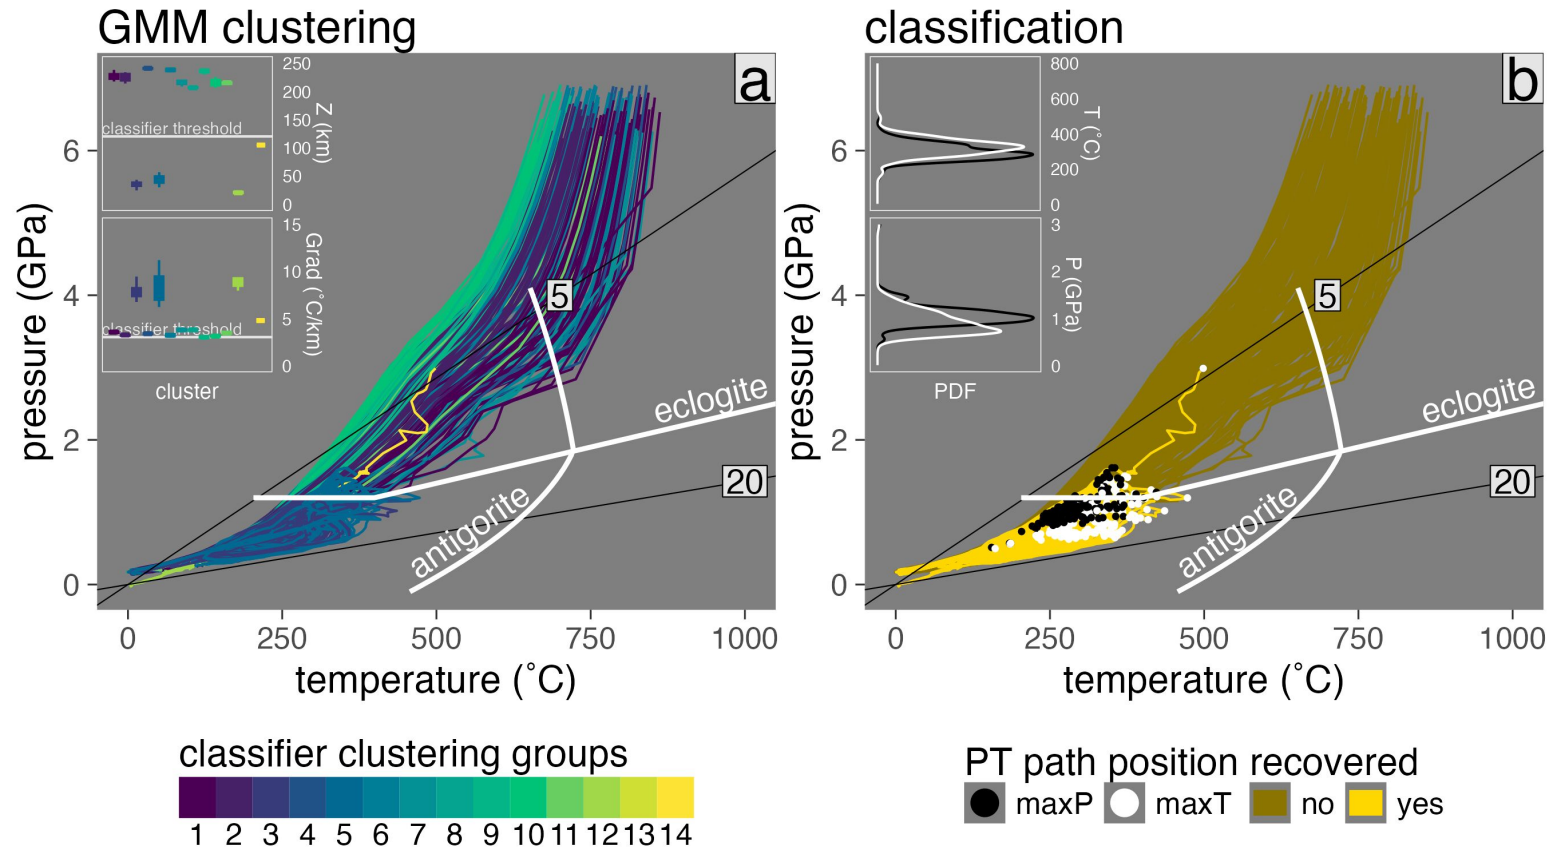 GMM clustering
a
250
200
150
100
50
0
Z (km)
classifier threshold
15
10
5
0
Grad (˚C/km)
classifier threshold
cluster
5
20
eclogite
antigorite
6
4
2
0
pressure (GPa)
0 250 500 750 1000
temperature (˚C)
classification
b
800
600
400
200
0
T (˚C)
3
2
1
0
P (GPa)
PDF
5
20
eclogite
antigorite
6
4
2
0
pressure (GPa)
0 250 500 750 1000
temperature (˚C)
classifier clustering groups
1 2 3 4 5 6 7 8 9 10 11 12 13 14
PT path position recovered
maxP maxT no yes